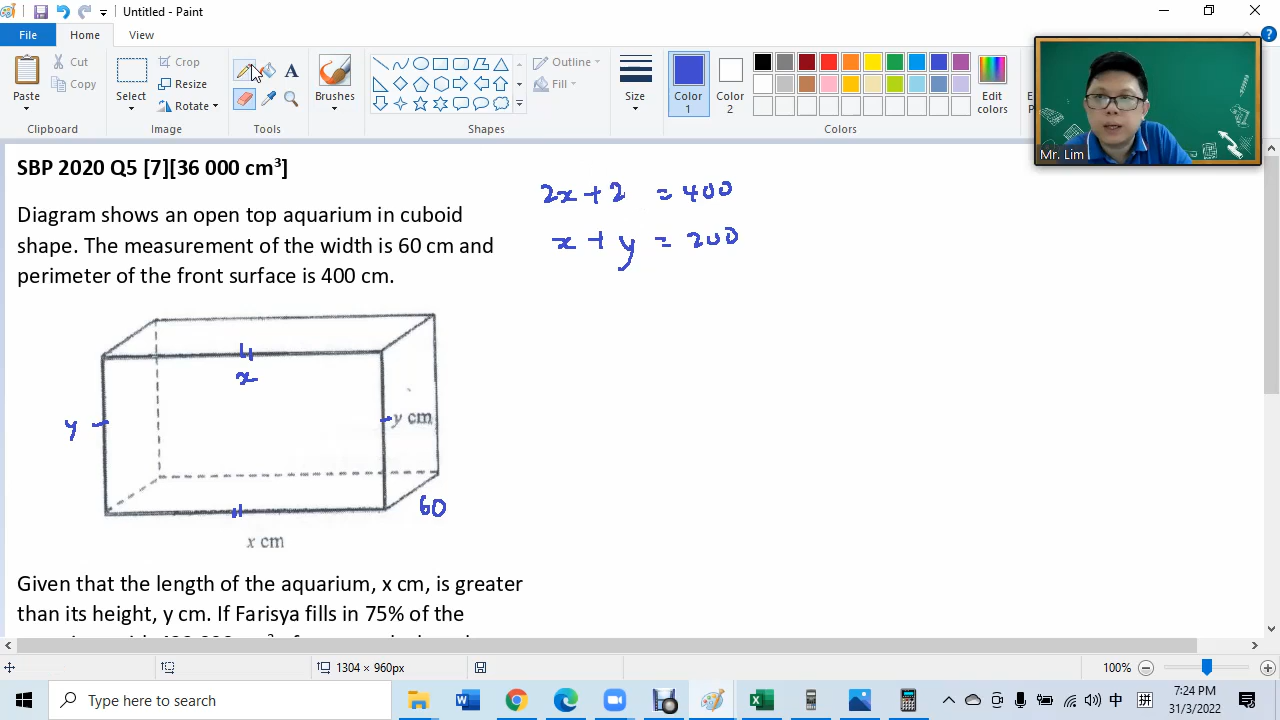 Untitled - Paint
File
Home
View
Paste
Cut
Copy
Clipboard
Select
Crop
Resize
Rotate
Image
A
Tools
Brushes
Shapes
Outline
Fill
Size
Color 1
Color 2
Colors
Edit colors
Mr. Lim
SBP 2020 Q5 [7][36 000 cm³]
Diagram shows an open top aquarium in cuboid
shape. The measurement of the width is 60 cm and
perimeter of the front surface is 400 cm.
2x + 2 = 400
x + y = 200
x
y
y cm
60
x cm
Given that the length of the aquarium, x cm, is greater
than its height, y cm. If Farisya fills in 75% of the
1304 × 960px
100%
Type here to search
中
拼
7:24 PM
31/3/2022